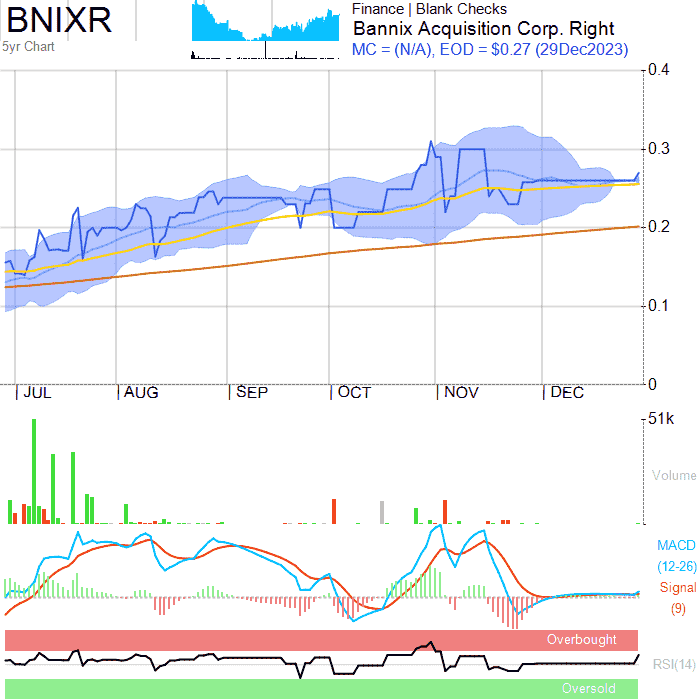 BNIXR
5yr Chart
Finance | Blank Checks
Bannix Acquisition Corp. Right
MC = (N/A), EOD = $0.27 (29Dec2023)
0.4
0.3
0.2
0.1
0
JUL AUG SEP OCT NOV DEC
51k
Volume
MACD
(12-26)
Signal
(9)
Overbought
RSI(14)
Oversold